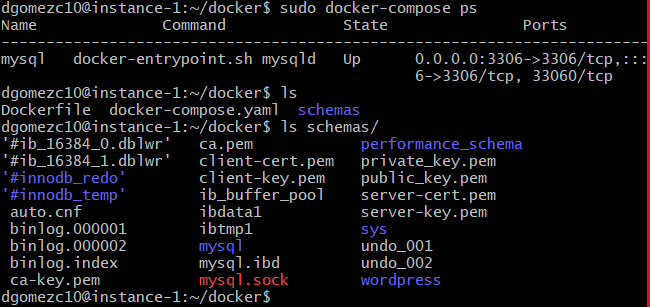 dgomezc10@instance-1:~/docker$ sudo docker-compose ps
Name               Command               State                 Ports
--------------------------------------------------------------------------------
mysql   docker-entrypoint.sh mysqld   Up      0.0.0.0:3306->3306/tcp,:::
                                              6->3306/tcp, 33060/tcp
dgomezc10@instance-1:~/docker$ ls
Dockerfile  docker-compose.yaml  schemas
dgomezc10@instance-1:~/docker$ ls schemas/
'#ib_16384_0.dblwr'   ca.pem            performance_schema
'#ib_16384_1.dblwr'   client-cert.pem   private_key.pem
'#innodb_redo'        client-key.pem    public_key.pem
'#innodb_temp'        ib_buffer_pool    server-cert.pem
 auto.cnf             ibdata1           server-key.pem
 binlog.000001        ibtmp1            sys
 binlog.000002        mysql             undo_001
 binlog.index         mysql.ibd         undo_002
 ca-key.pem           mysql.sock        wordpress
dgomezc10@instance-1:~/docker$